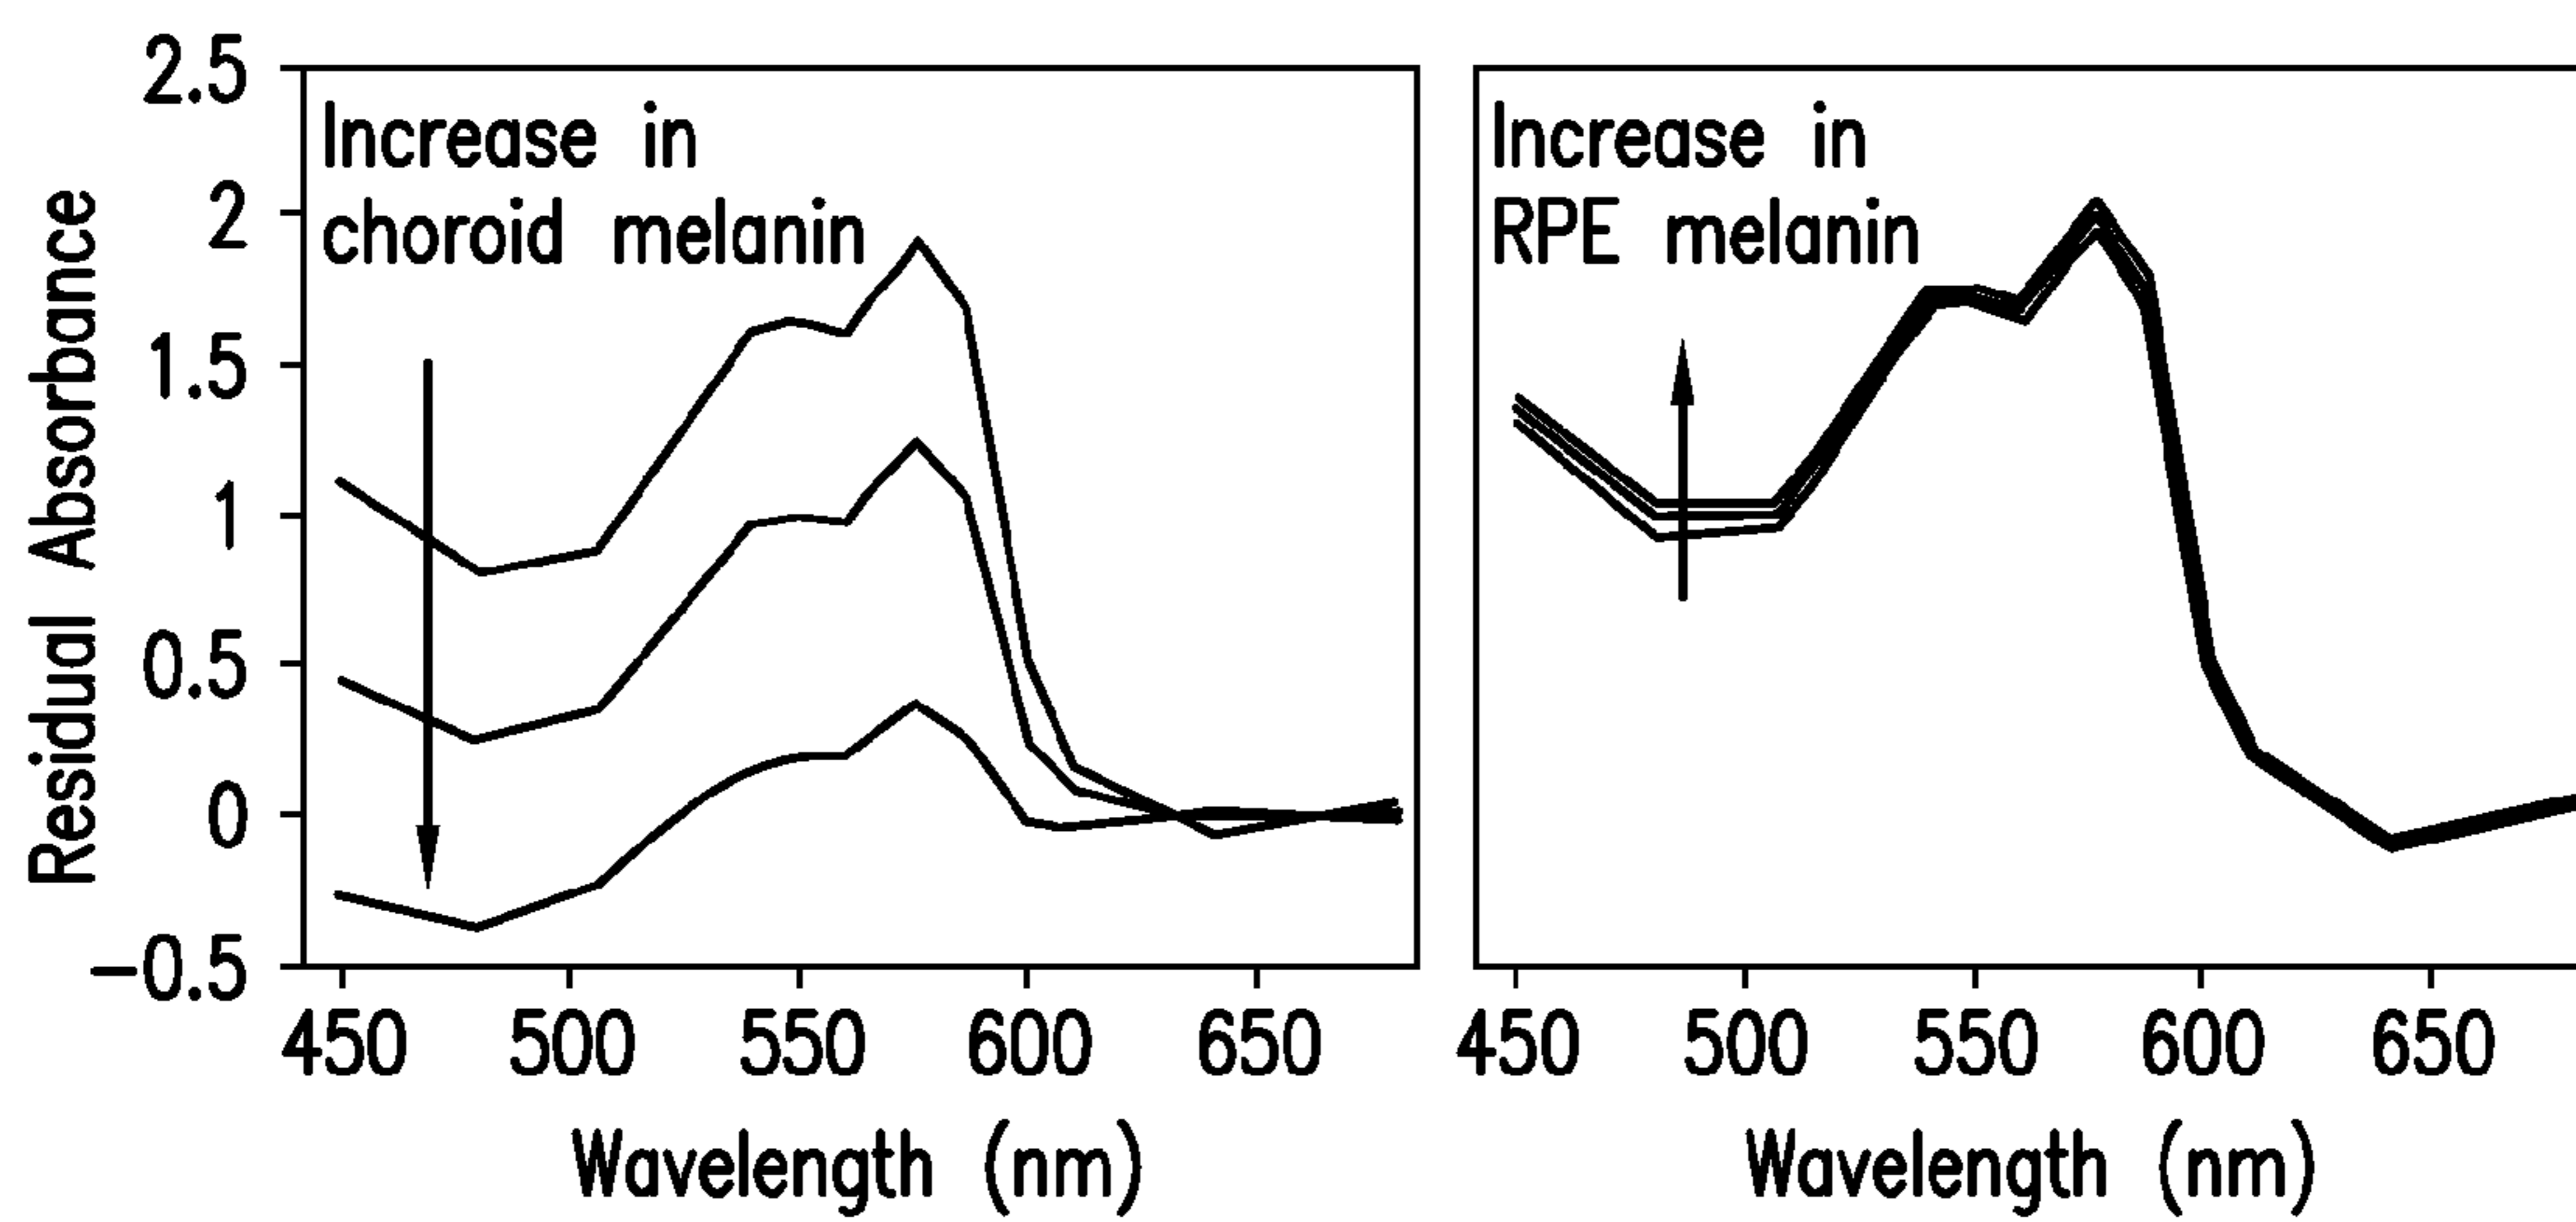 Residual Absorbance
2.5
2
1.5
1
0.5
0
−0.5
Increase in
choroid melanin
450 500 550 600 650
Wavelength (nm)
Increase in
RPE melanin
450 500 550 600 650
Wavelength (nm)